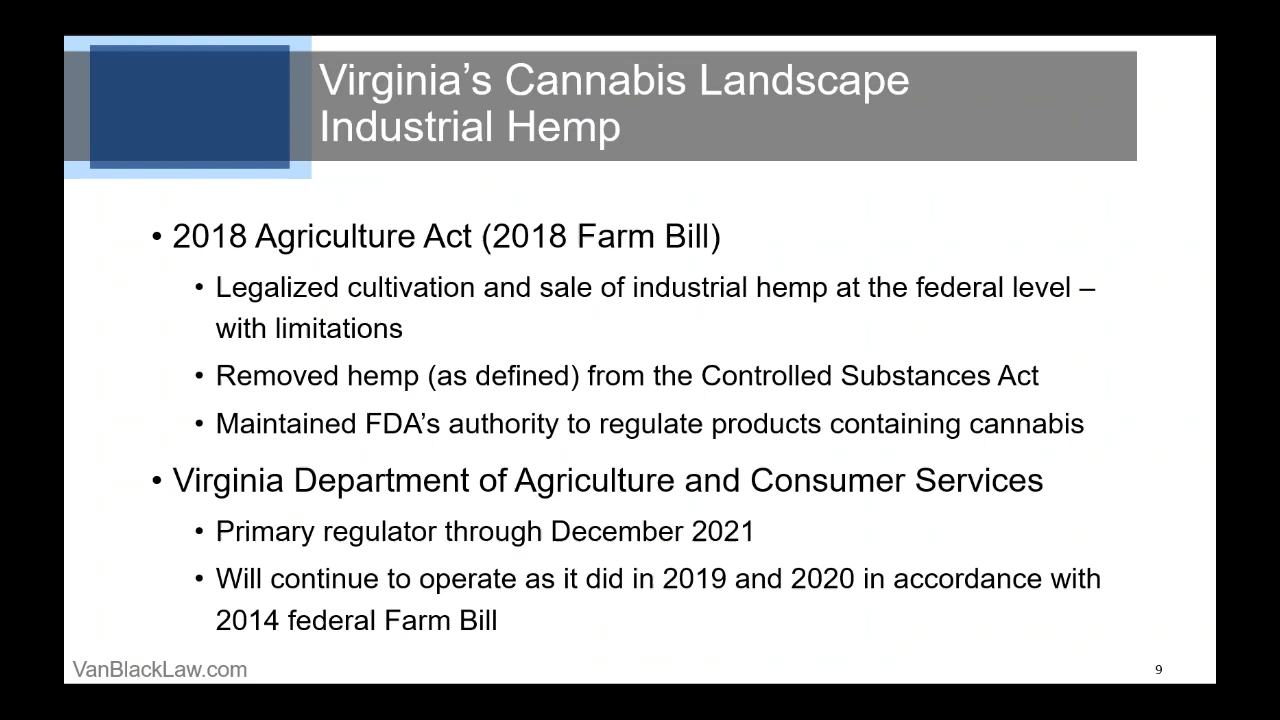 Virginia’s Cannabis Landscape
Industrial Hemp
• 2018 Agriculture Act (2018 Farm Bill)
• Legalized cultivation and sale of industrial hemp at the federal level –
with limitations
• Removed hemp (as defined) from the Controlled Substances Act
• Maintained FDA’s authority to regulate products containing cannabis
• Virginia Department of Agriculture and Consumer Services
• Primary regulator through December 2021
• Will continue to operate as it did in 2019 and 2020 in accordance with
2014 federal Farm Bill
VanBlackLaw.com
9